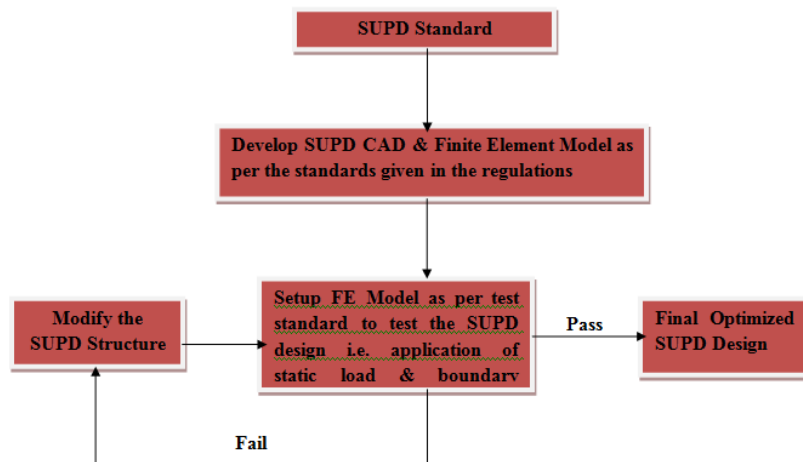 SUPD Standard
Develop SUPD CAD & Finite Element Model as
per the standards given in the regulations
Setup FE Model as per test
standard to test the SUPD
design i.e. application of
static load & boundary
Modify the
SUPD Structure
Pass
Final Optimized
SUPD Design
Fail